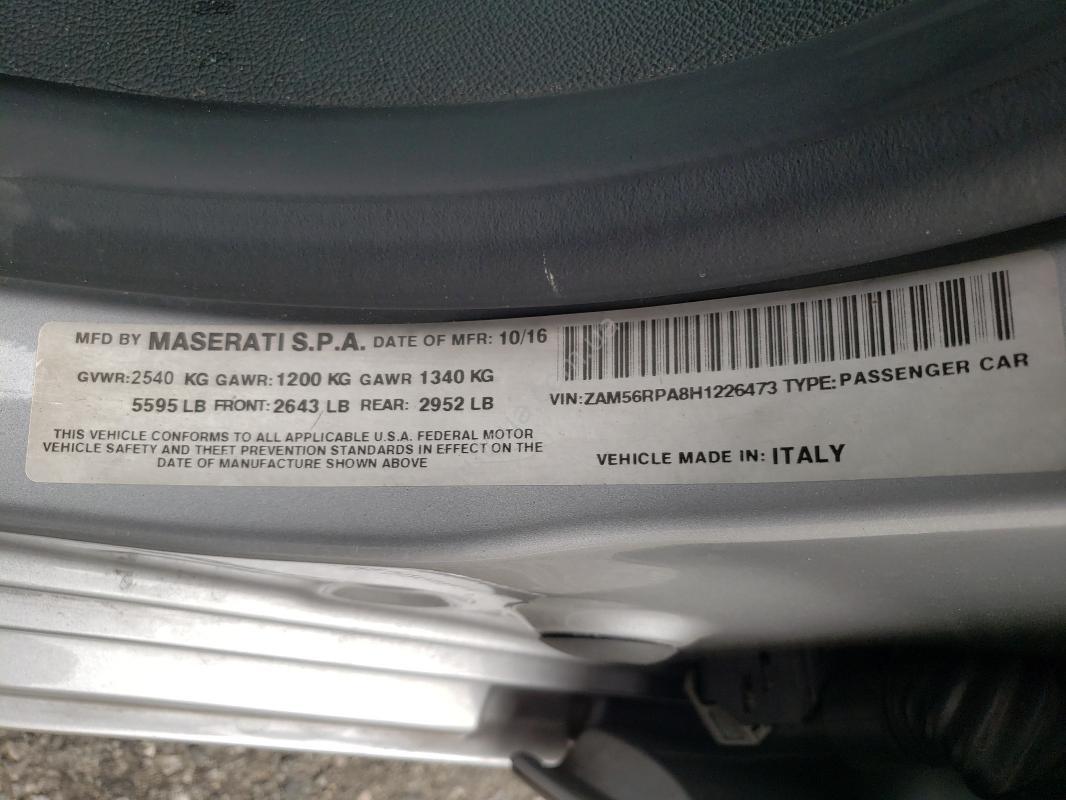 MFD BY MASERATI S.P.A. DATE OF MFR: 10/16
GVWR:2540 KG GAWR:1200 KG GAWR 1340 KG
5595 LB FRONT:2643 LB REAR: 2952 LB
THIS VEHICLE CONFORMS TO ALL APPLICABLE U.S.A. FEDERAL MOTOR
VEHICLE SAFETY AND THEFT PREVENTION STANDARDS IN EFFECT ON THE
DATE OF MANUFACTURE SHOWN ABOVE
VIN:ZAM56RPA8H1226473 TYPE:PASSENGER CAR
VEHICLE MADE IN: ITALY